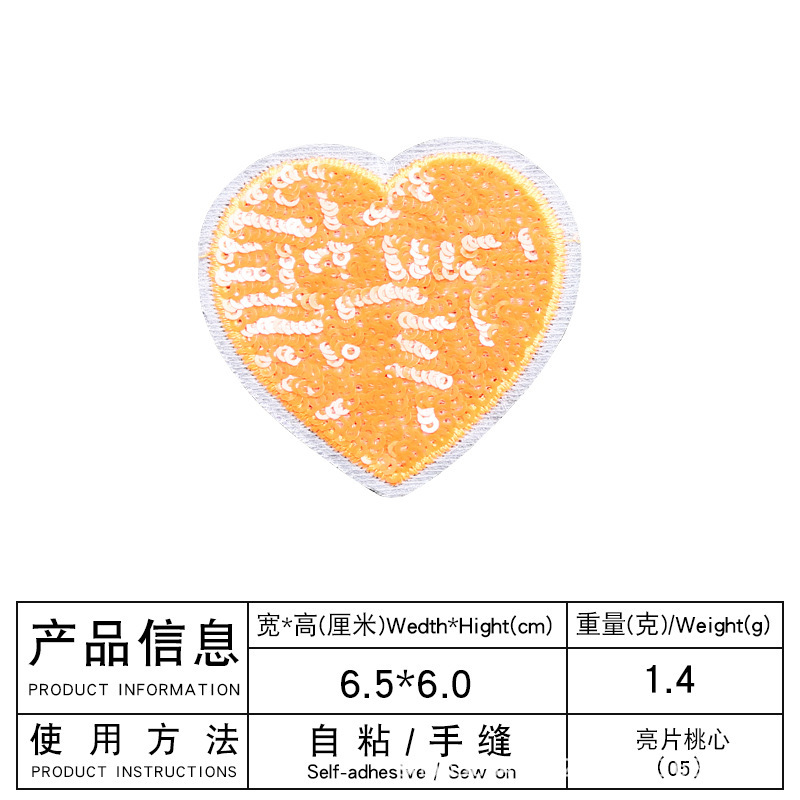 产品信息
PRODUCT INFORMATION
宽*高(厘米)Wedth*Hight(cm)
重量(克)/Weight(g)
6.5*6.0
1.4
使用方法
PRODUCT INSTRUCTIONS
自粘/手缝
Self-adhesive / Sew on
亮片桃心
(05)